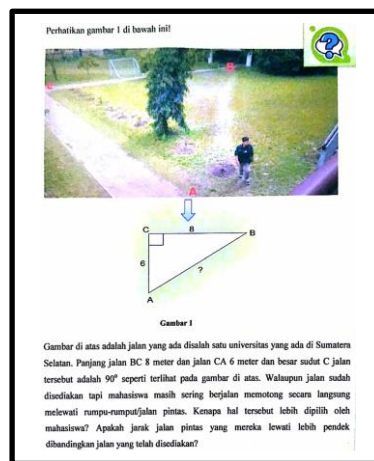 Perhatikan gambar 1 di bawah ini!
B
C
A
C
8
B
6
?
A
Gambar 1
Gambar di atas adalah jalan yang ada disalah satu universitas yang ada di Sumatera
Selatan. Panjang jalan BC 8 meter dan jalan CA 6 meter dan besar sudut C jalan
tersebut adalah 90° seperti terlihat pada gambar di atas. Walaupun jalan sudah
disediakan tapi mahasiswa masih sering berjalan memotong secara langsung
melewati rumpu-rumput/jalan pintas. Kenapa hal tersebut lebih dipilih oleh
mahasiswa? Apakah jarak jalan pintas yang mereka lewati lebih pendek
dibandingkan jalan yang telah disediakan?